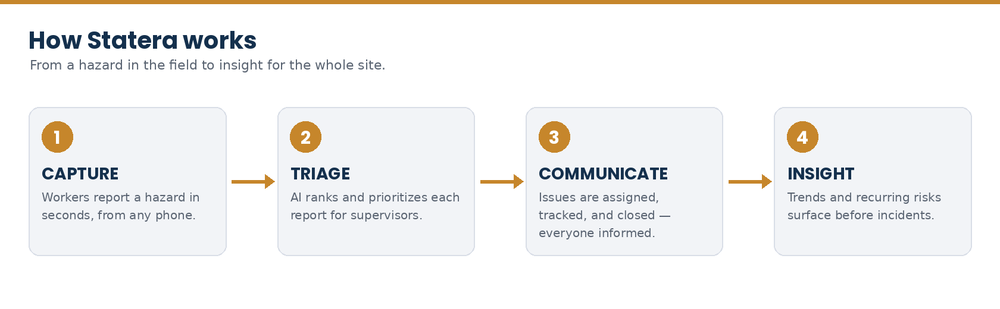 How Statera works
From a hazard in the field to insight for the whole site.
1
CAPTURE
Workers report a hazard in
seconds, from any phone.
2
TRIAGE
AI ranks and prioritizes each
report for supervisors.
3
COMMUNICATE
Issues are assigned,
tracked, and closed —
everyone informed.
4
INSIGHT
Trends and recurring risks
surface before incidents.